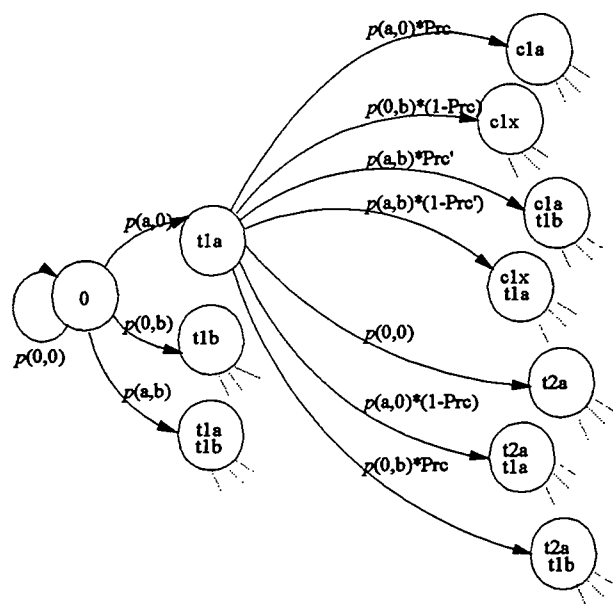 p(a,0)*Prc
c1a
p(0,b)*(1-Prc)
c1x
p(a,b)*Prc'
c1a
t1b
p(a,b)*(1-Prc')
c1x
t1a
p(a,0)
t1a
0
p(0,0)
p(0,b)
t1b
p(a,b)
t1a
t1b
p(0,0)
t2a
p(a,0)*(1-Prc)
t2a
t1a
p(0,b)*Prc
t2a
t1b